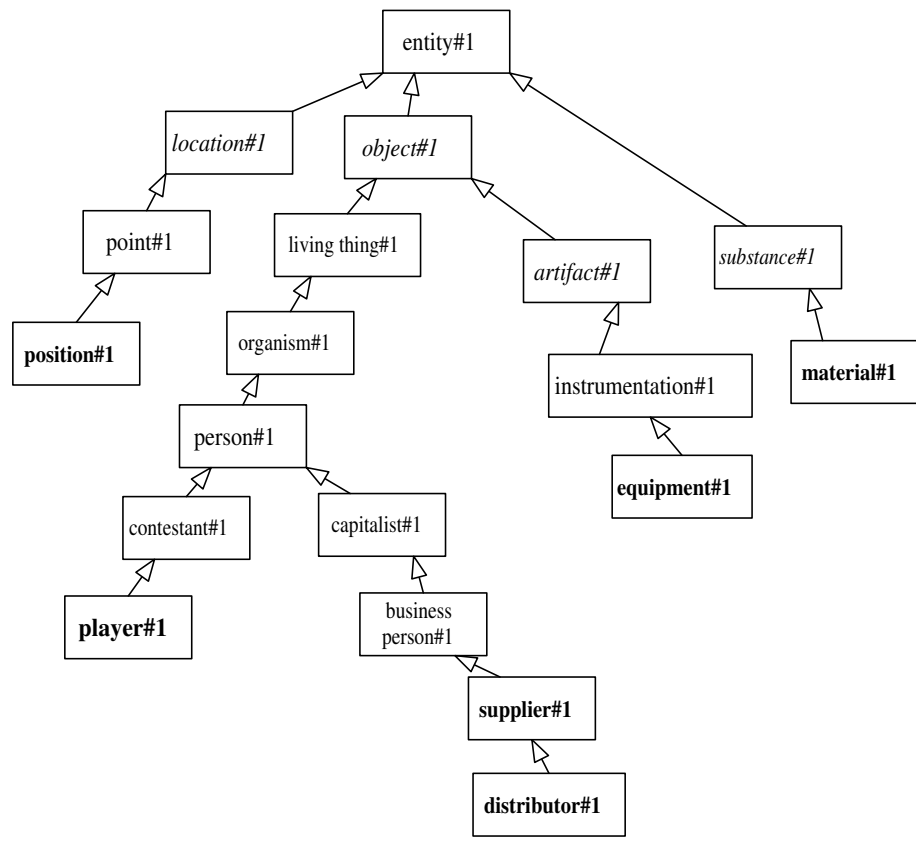 entity#1
location#1
object#1
point#1
living thing#1
artifact#1
substance#1
position#1
organism#1
instrumentation#1
material#1
person#1
equipment#1
contestant#1
capitalist#1
player#1
business
person#1
supplier#1
distributor#1